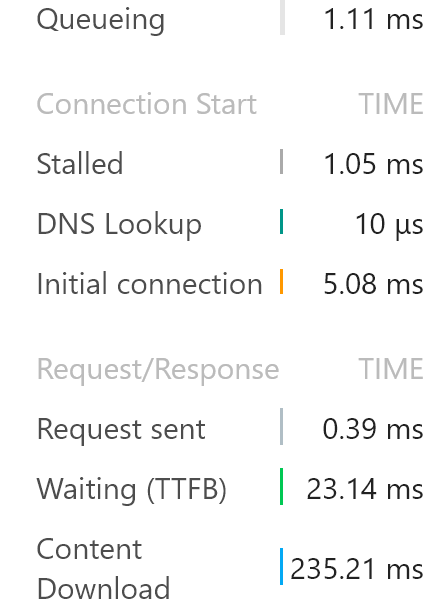 Queueing 1.11 ms
Connection Start TIME
Stalled 1.05 ms
DNS Lookup 10 µs
Initial connection 5.08 ms
Request/Response TIME
Request sent 0.39 ms
Waiting (TTFB) 23.14 ms
Content
Download 235.21 ms